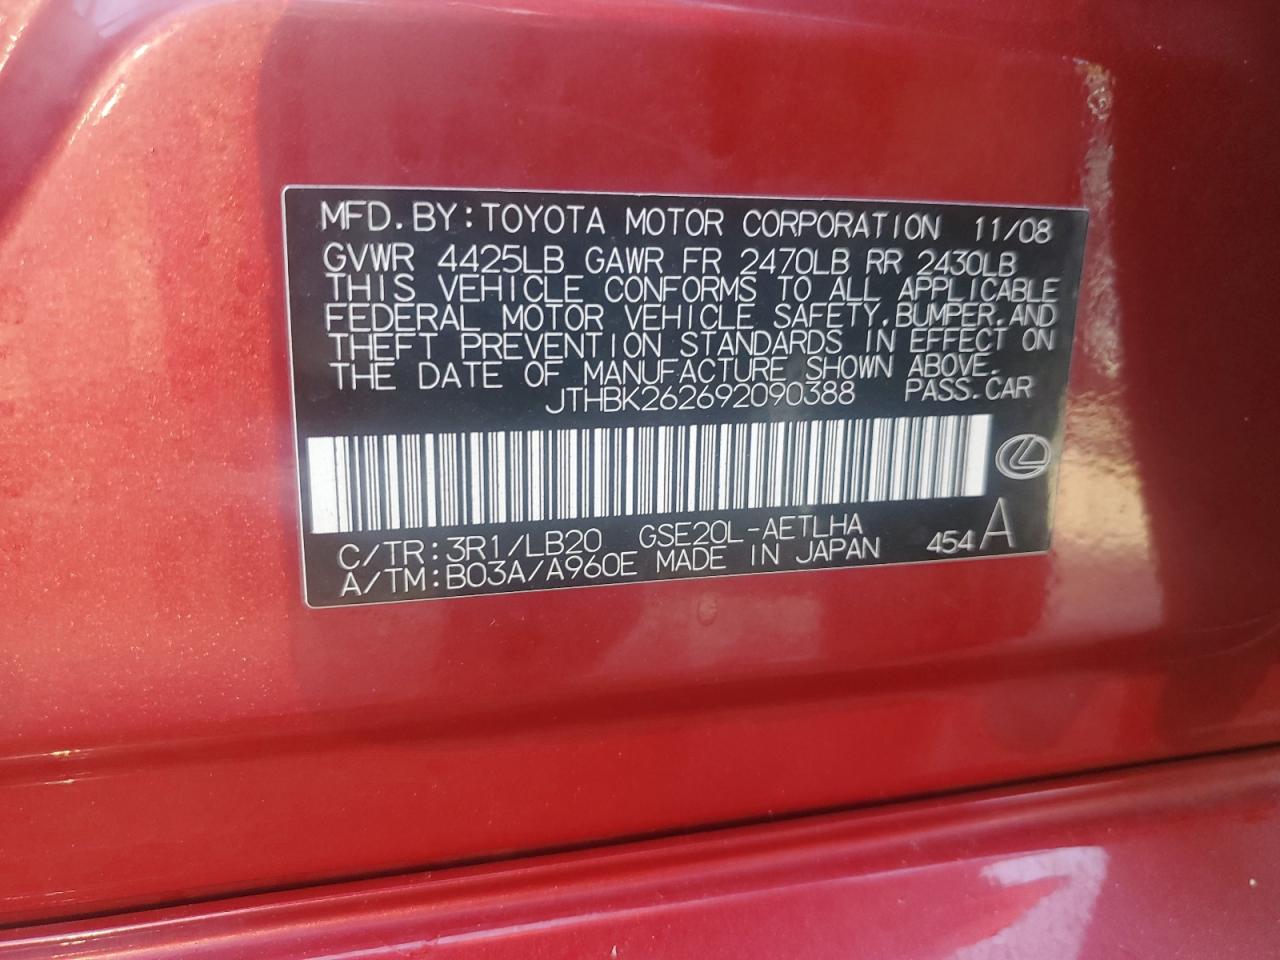 MFD.BY:TOYOTA MOTOR CORPORATION 11/08
GVWR 4425LB GAWR FR 2470LB RR 2430LB
THIS VEHICLE CONFORMS TO ALL APPLICABLE
FEDERAL MOTOR VEHICLE SAFETY,BUMPER,AND
THEFT PREVENTION STANDARDS IN EFFECT ON
THE DATE OF MANUFACTURE SHOWN ABOVE.
JTHBK262692090388 PASS.CAR
C/TR:3R1/LB20 GSE20L-AETLHA
A/TM:B03A/A960E MADE IN JAPAN 454 A